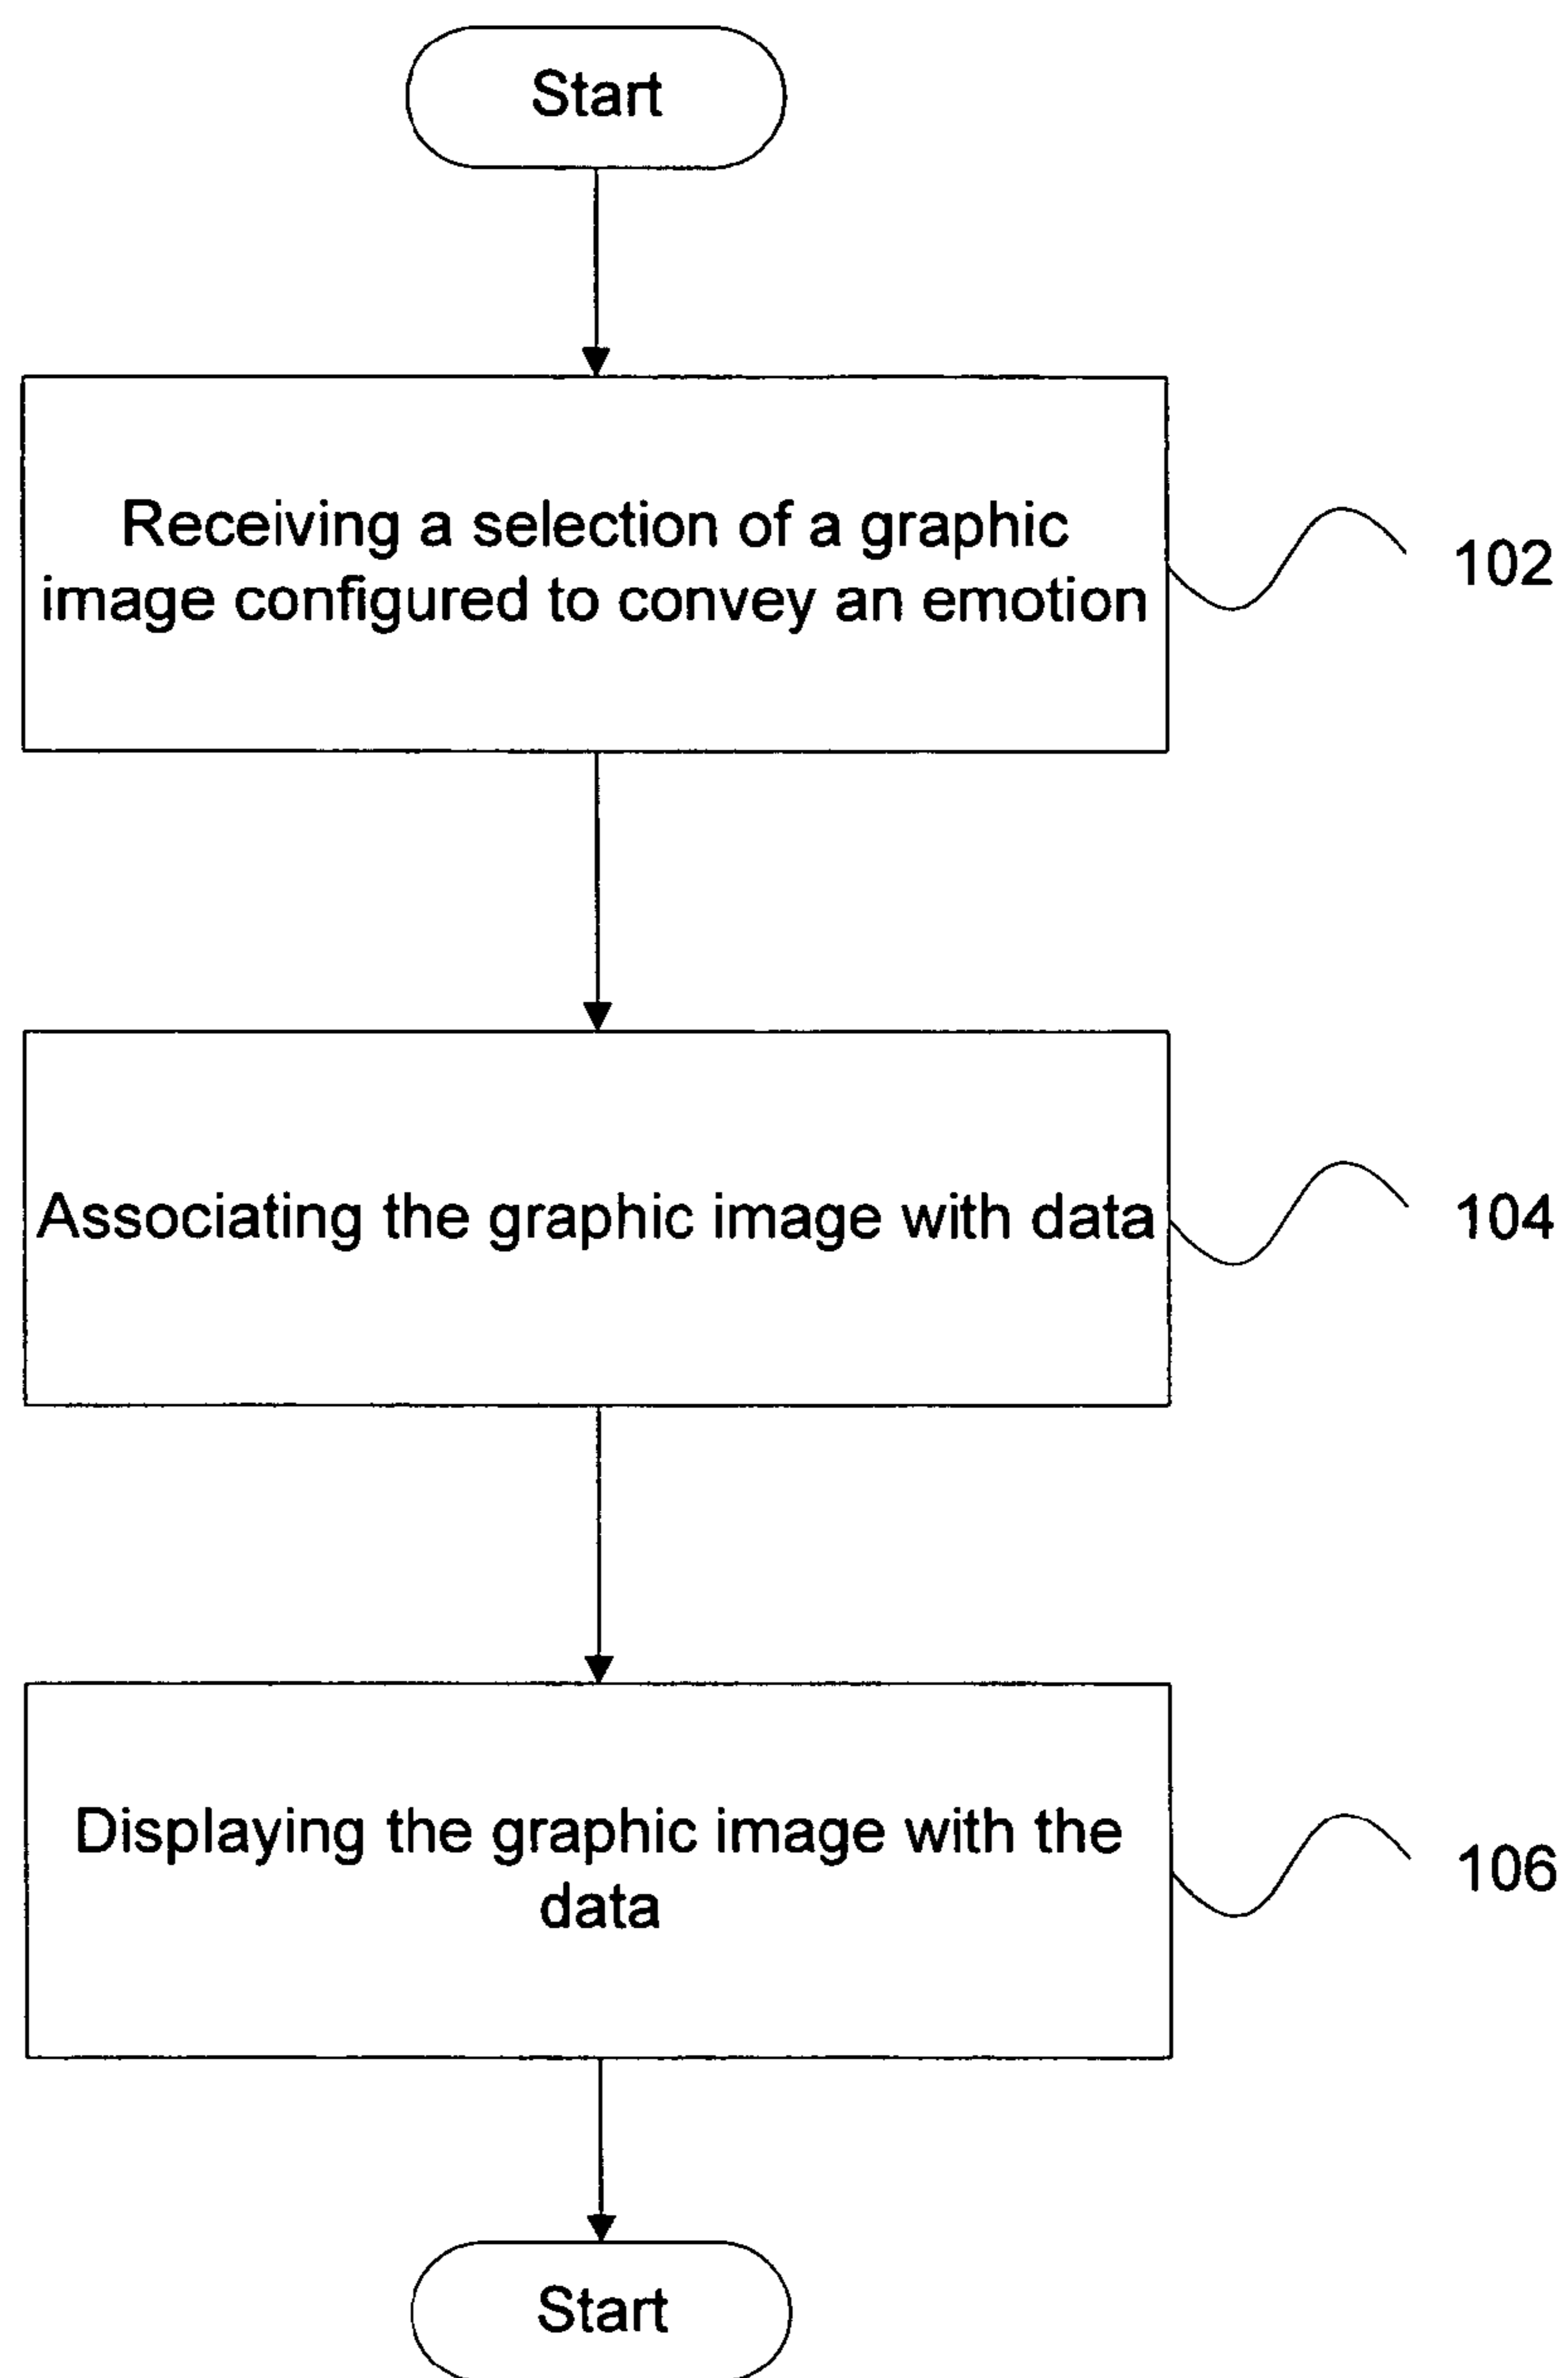 Start
Receiving a selection of a graphic
image configured to convey an emotion
102
Associating the graphic image with data
104
Displaying the graphic image with the
data
106
Start